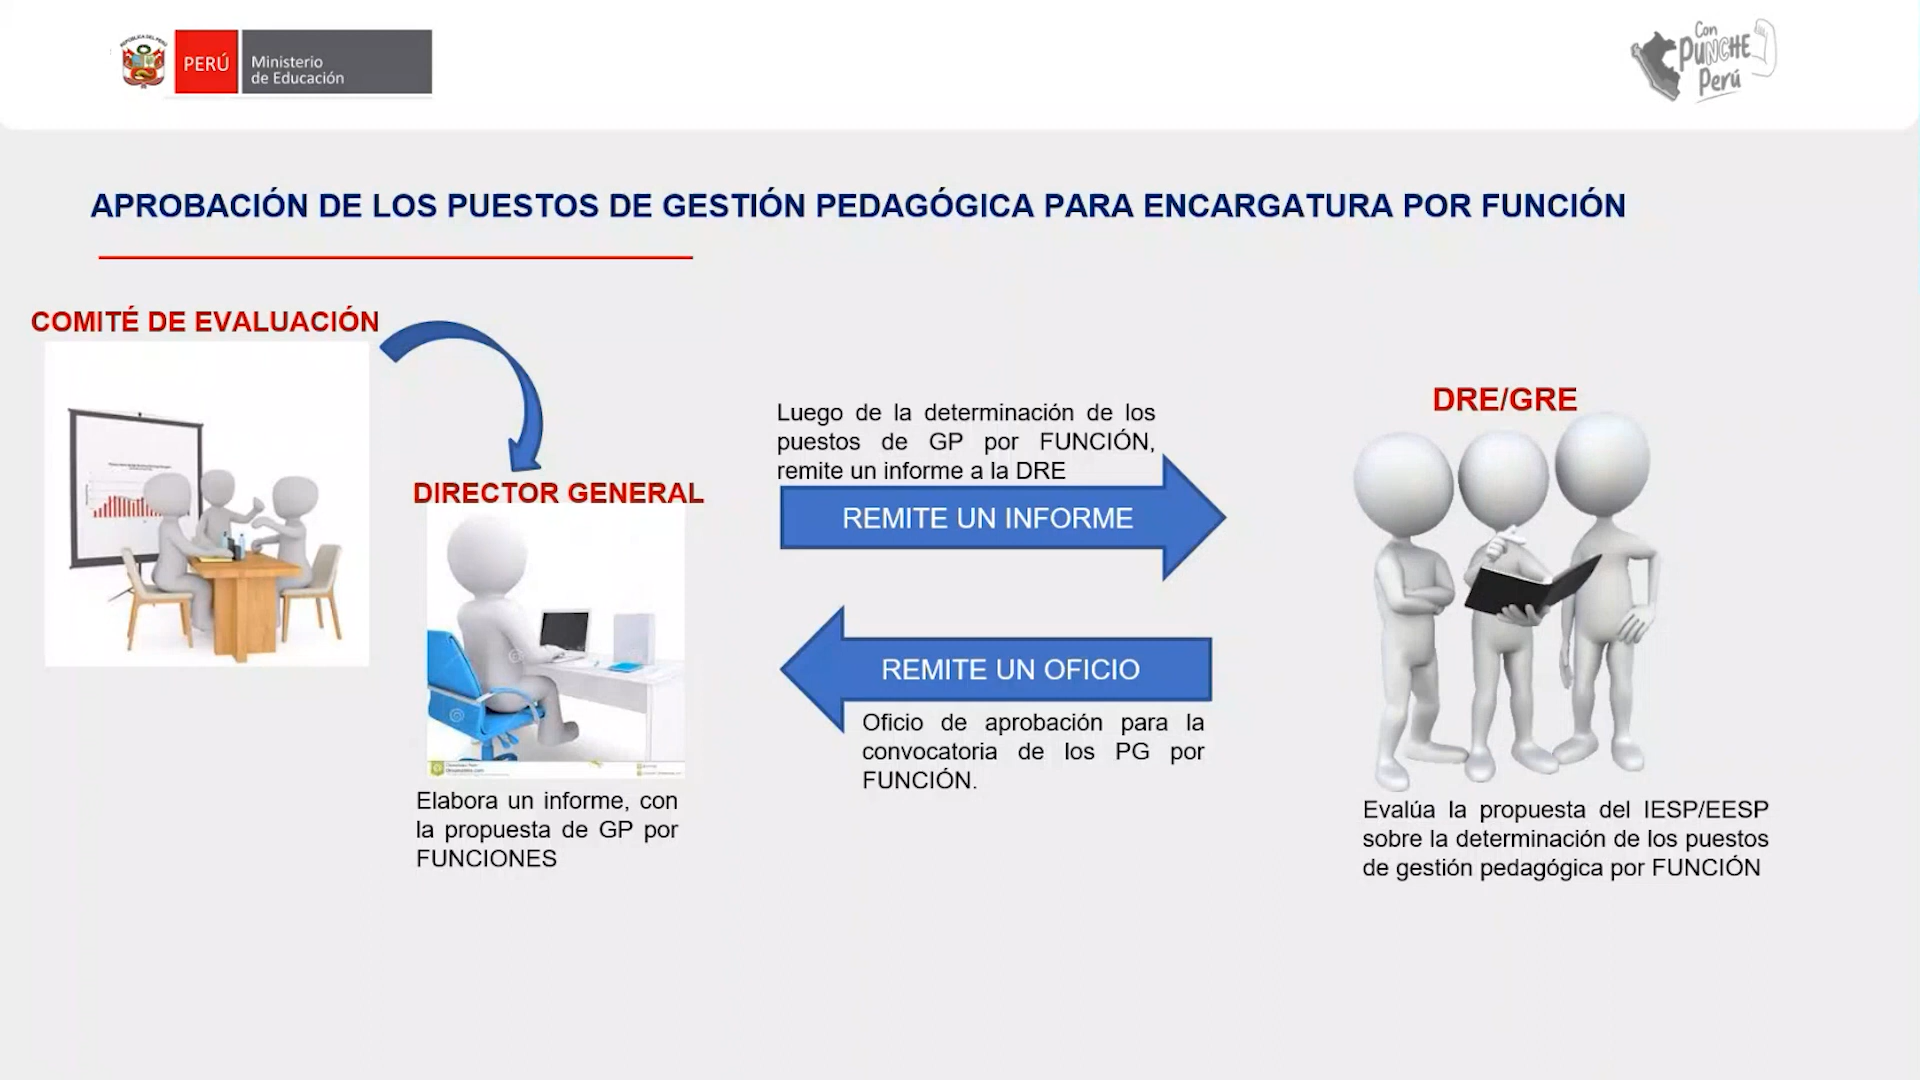 PERÚ
Ministerio
de Educación
Con
PUNCHE
Perú
APROBACIÓN DE LOS PUESTOS DE GESTIÓN PEDAGÓGICA PARA ENCARGATURA POR FUNCIÓN
COMITÉ DE EVALUACIÓN
DIRECTOR GENERAL
Elabora un informe, con
la propuesta de GP por
FUNCIONES
Luego de la determinación de los
puestos de GP por FUNCIÓN,
remite un informe a la DRE
REMITE UN INFORME
REMITE UN OFICIO
Oficio de aprobación para la
convocatoria de los PG por
FUNCIÓN.
DRE/GRE
Evalúa la propuesta del IESP/EESP
sobre la determinación de los puestos
de gestión pedagógica por FUNCIÓN